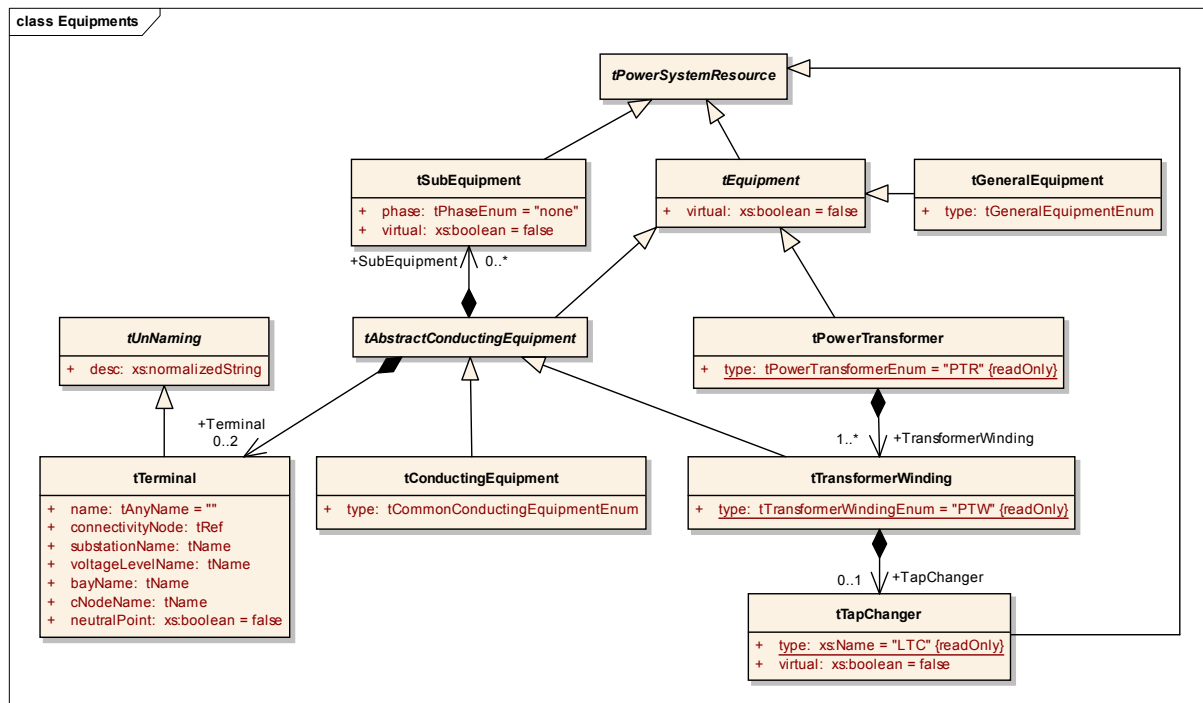 class Equipments
tPowerSystemResource
tSubEquipment
+ phase: tPhaseEnum = "none"
+ virtual: xs:boolean = false
tEquipment
+ virtual: xs:boolean = false
tGeneralEquipment
+ type: tGeneralEquipmentEnum
+SubEquipment
0..*
tUnNaming
+ desc: xs:normalizedString
tAbstractConductingEquipment
tPowerTransformer
+ type: tPowerTransformerEnum = "PTR" {readOnly}
+Terminal
0..2
1..*
+TransformerWinding
tTerminal
+ name: tAnyName = ""
+ connectivityNode: tRef
+ substationName: tName
+ voltageLevelName: tName
+ bayName: tName
+ cNodeName: tName
+ neutralPoint: xs:boolean = false
tConductingEquipment
+ type: tCommonConductingEquipmentEnum
tTransformerWinding
+ type: tTransformerWindingEnum = "PTW" {readOnly}
0..1
+TapChanger
tTapChanger
+ type: xs:Name = "LTC" {readOnly}
+ virtual: xs:boolean = false